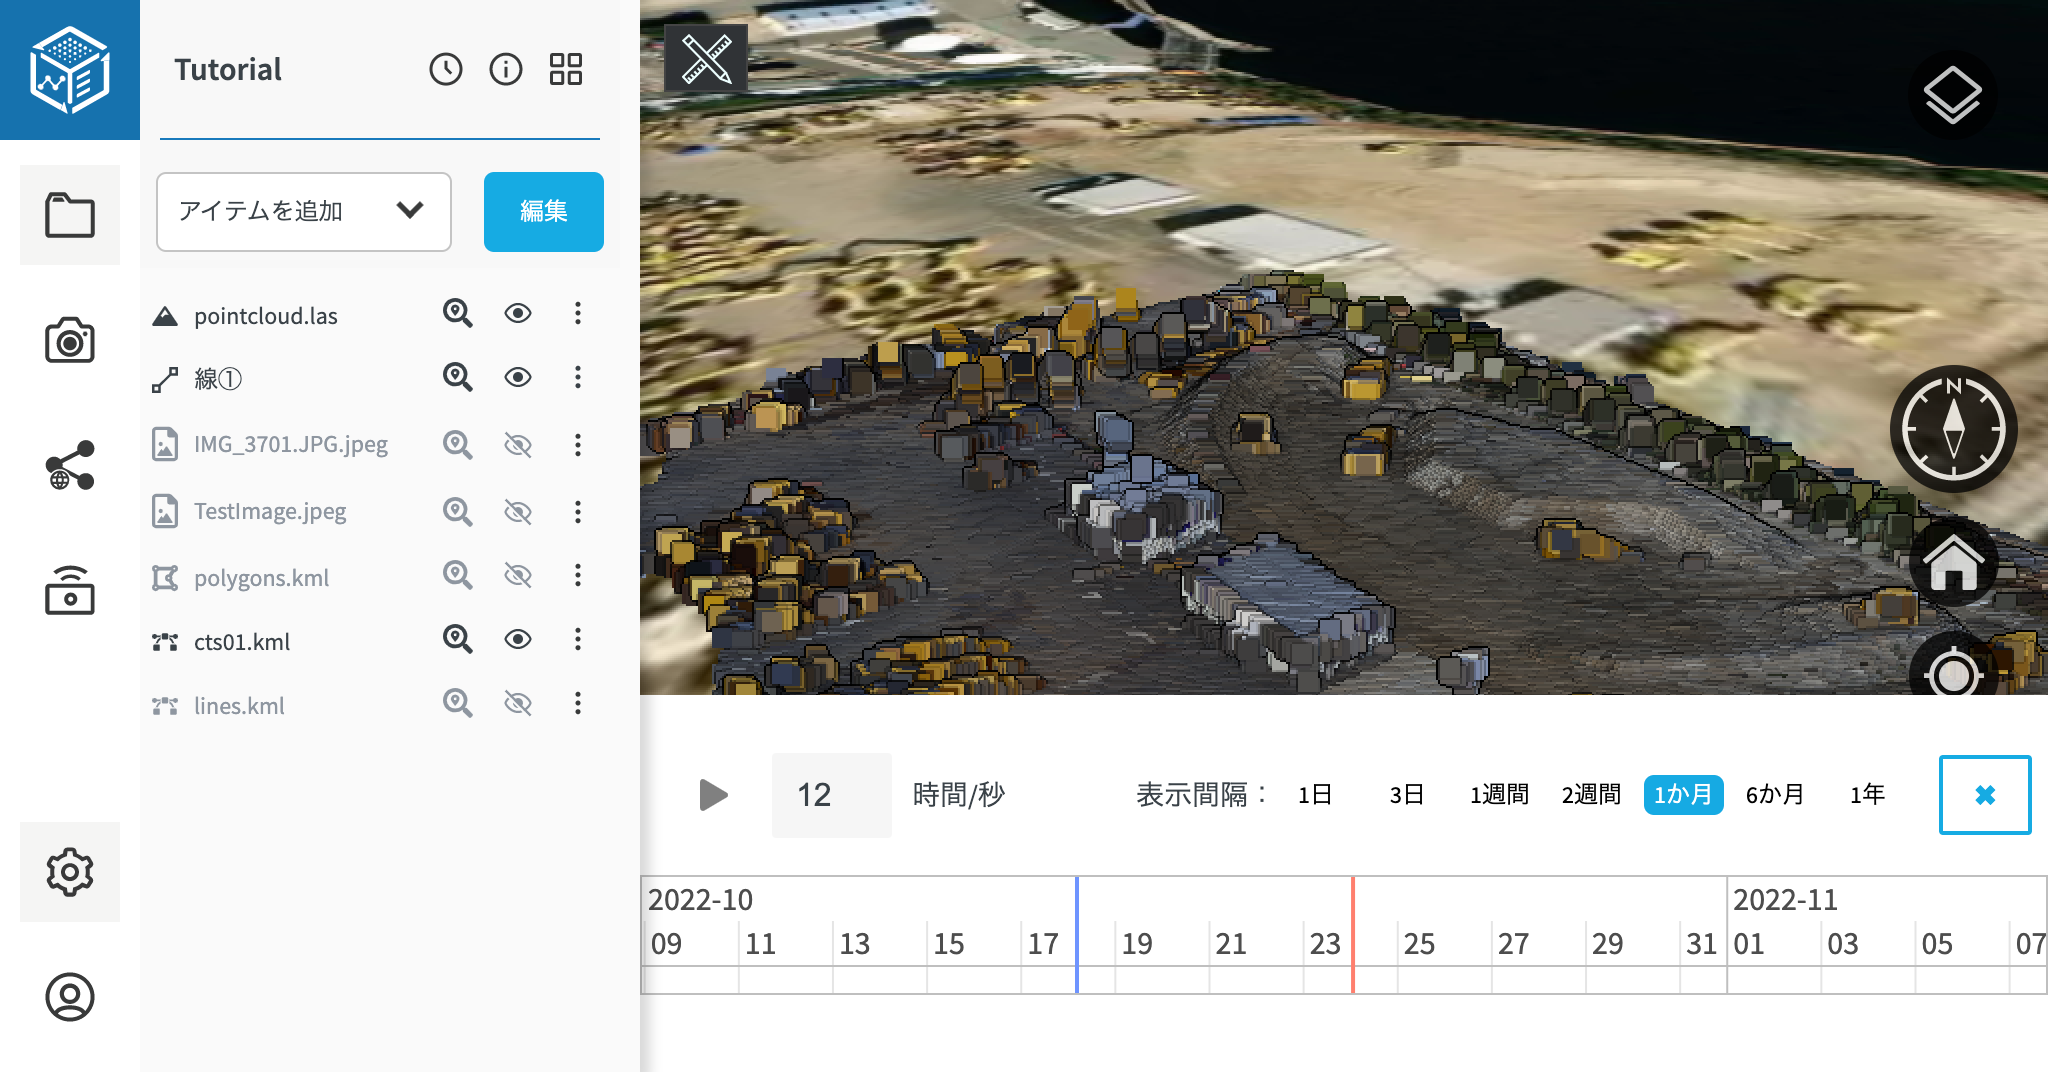 Tutorial
アイテムを追加
編集
pointcloud.las
線①
IMG_3701.JPG.jpeg
TestImage.jpeg
polygons.kml
cts01.kml
lines.kml
N
12 時間/秒 表示間隔： 1日 3日 1週間 2週間 1か月 6か月 1年
2022-10 2022-11
09 11 13 15 17 19 21 23 25 27 29 31 01 03 05 07